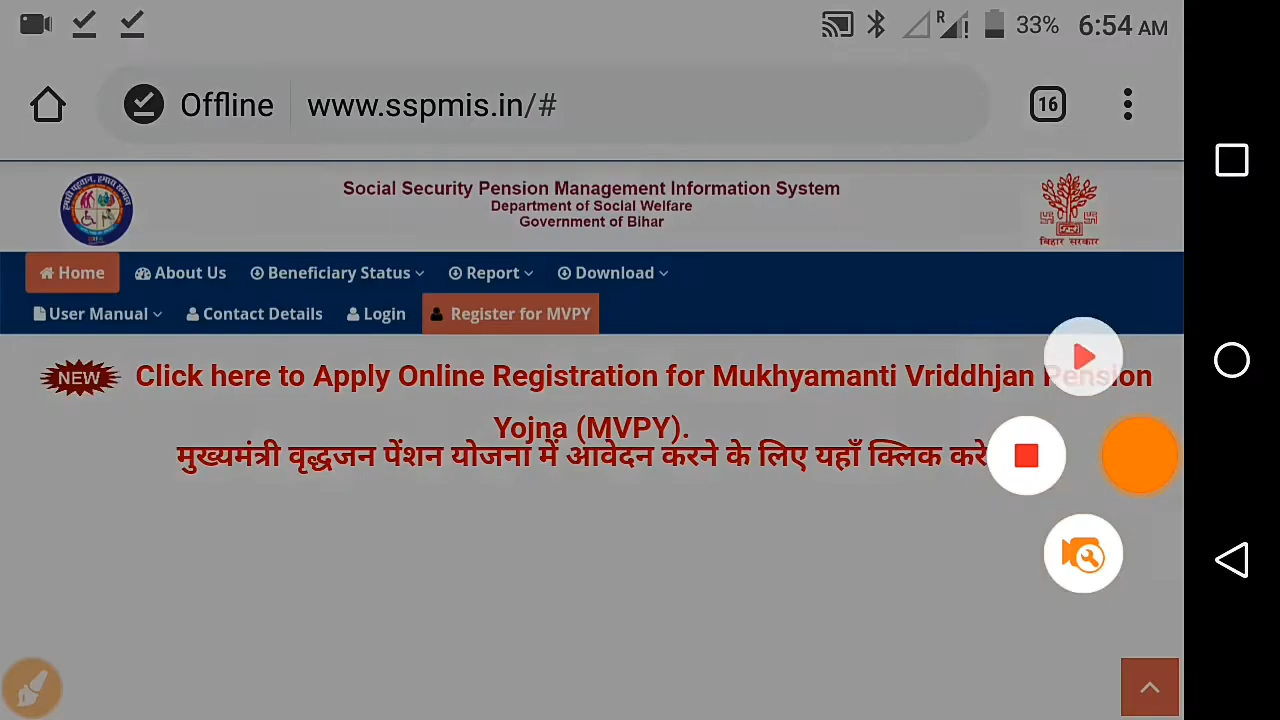 33% 6:54 AM
Offline www.sspmis.in/# 16
Social Security Pension Management Information System
Department of Social Welfare
Government of Bihar
बिहार सरकार
Home About Us Beneficiary Status Report Download
User Manual Contact Details Login Register for MVPY
NEW Click here to Apply Online Registration for Mukhyamanti Vriddhjan Pension
Yojna (MVPY).
मुख्यमंत्री वृद्धजन पेंशन योजना में आवेदन करने के लिए यहाँ क्लिक करे